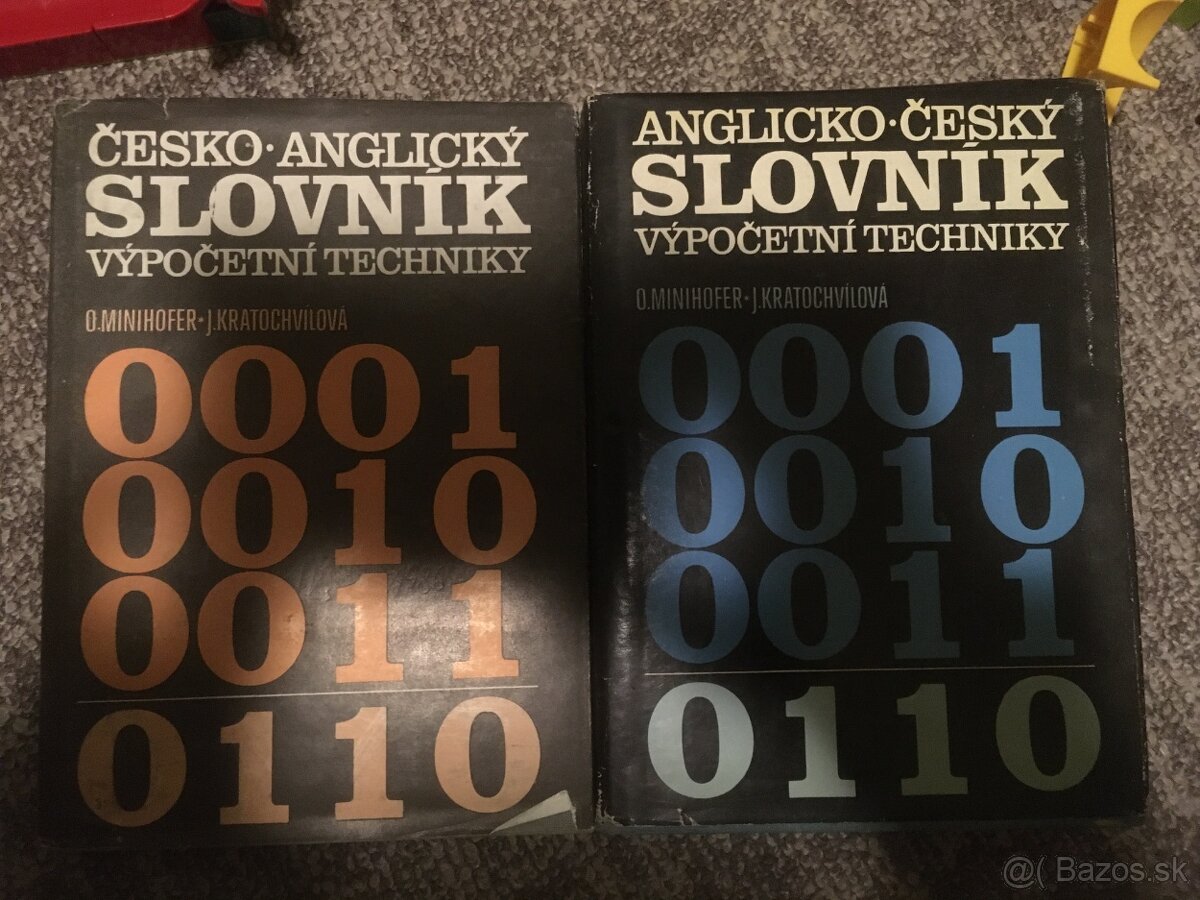 ČESKO·ANGLICKÝ
SLOVNÍK
VÝPOČETNÍ TECHNIKY
O.MINIHOFER·J.KRATOCHVÍLOVÁ
0001
0010
0011
0110
ANGLICKO·ČESKÝ
SLOVNÍK
VÝPOČETNÍ TECHNIKY
O.MINIHOFER·J.KRATOCHVÍLOVÁ
0001
0010
0011
0110
@( Bazos.sk